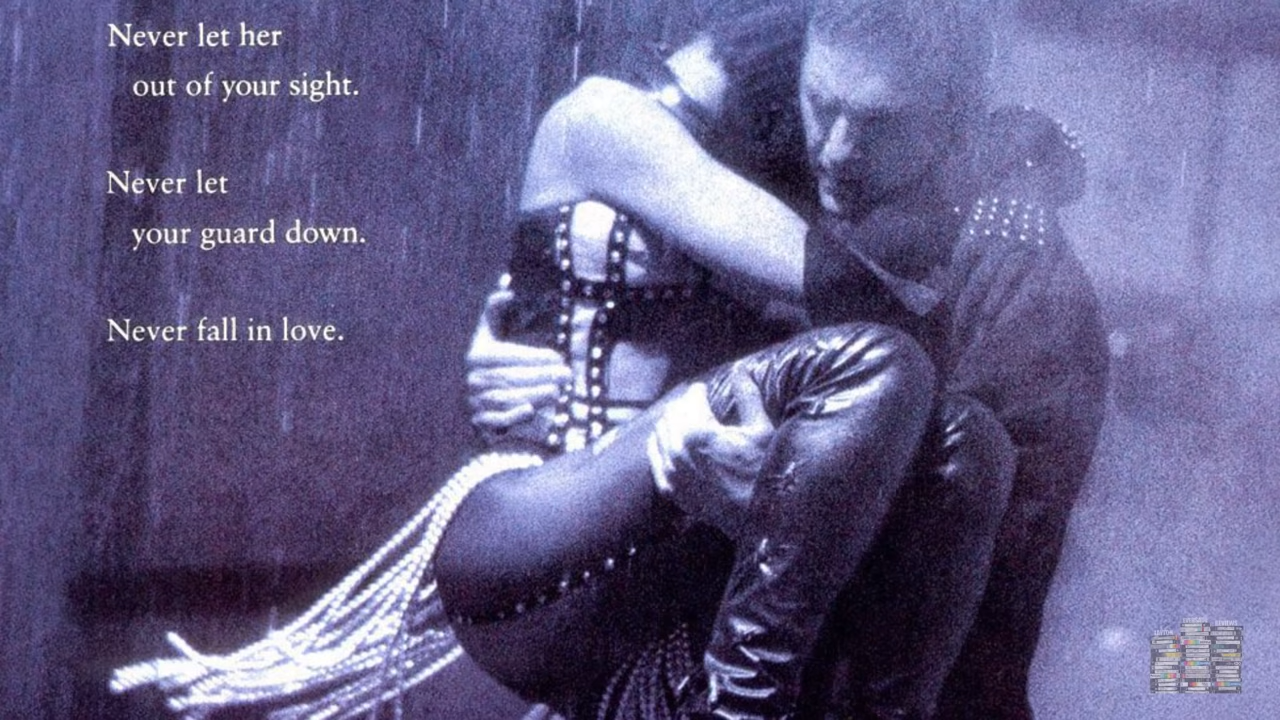 Never let her
out of your sight.
Never let
your guard down.
Never fall in love.